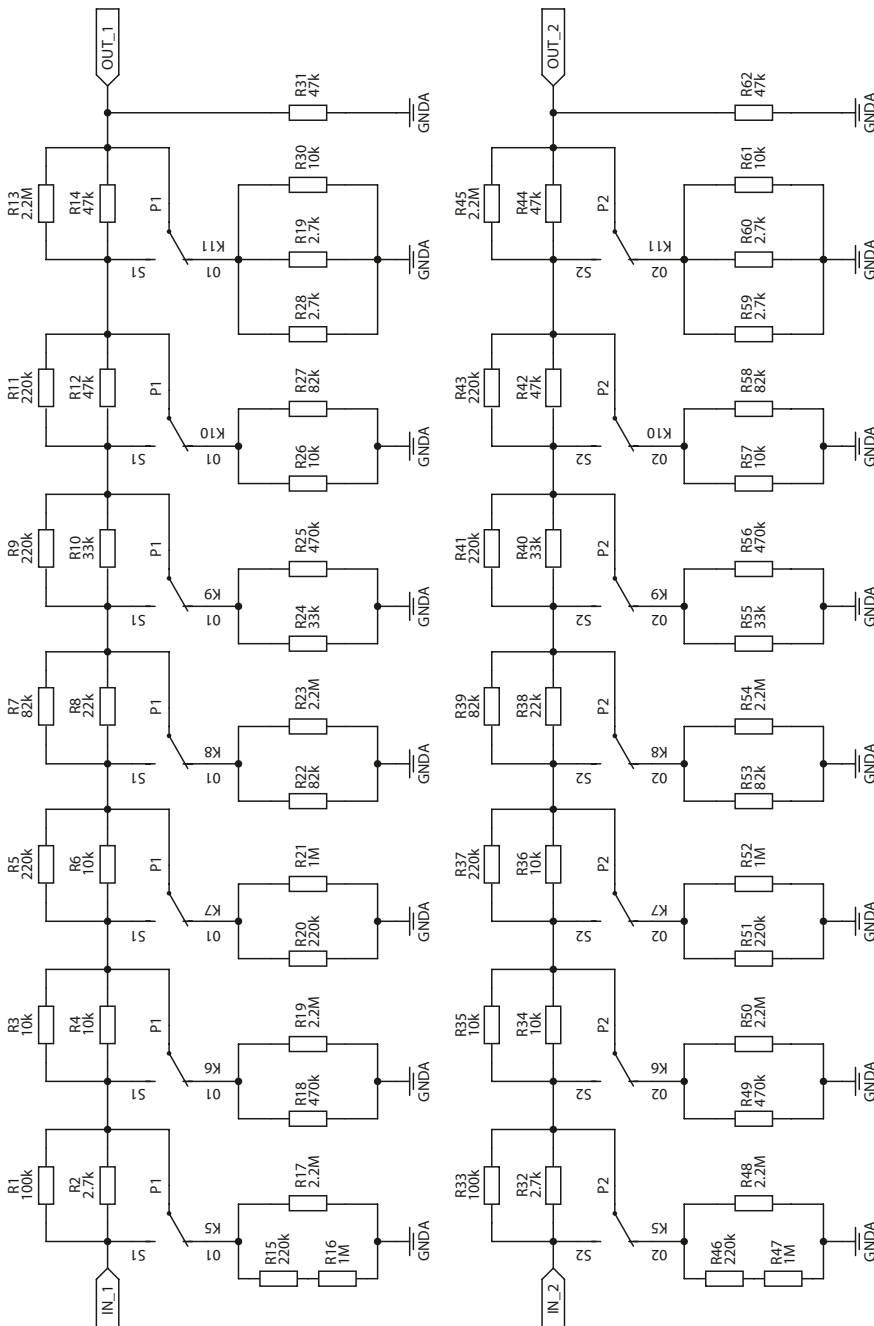 OUT_1
R31
47k
GNDA
R13
2.2M
R14
47k
P1
S1
K11
01
R30
10k
R19
2.7k
R28
2.7k
GNDA
R11
220k
R12
47k
P1
S1
K10
01
R27
82k
R26
10k
GNDA
R9
220k
R10
33k
P1
S1
K9
01
R25
470k
R24
33k
GNDA
R7
82k
R8
22k
P1
S1
K8
01
R23
2.2M
R22
82k
GNDA
R5
220k
R6
10k
P1
S1
K7
01
R21
1M
R20
220k
GNDA
R3
10k
R4
10k
P1
S1
K6
01
R19
2.2M
R18
470k
GNDA
R1
100k
R2
2.7k
P1
S1
K5
01
R17
2.2M
R15
220k
R16
1M
GNDA
IN_1
OUT_2
R62
47k
GNDA
R45
2.2M
R44
47k
P2
S2
K11
02
R61
10k
R60
2.7k
R59
2.7k
GNDA
R43
220k
R42
47k
P2
S2
K10
02
R58
82k
R57
10k
GNDA
R41
220k
R40
33k
P2
S2
K9
02
R56
470k
R55
33k
GNDA
R39
82k
R38
22k
P2
S2
K8
02
R54
2.2M
R53
82k
GNDA
R37
220k
R36
10k
P2
S2
K7
02
R52
1M
R51
220k
GNDA
R35
10k
R34
10k
P2
S2
K6
02
R50
2.2M
R49
470k
GNDA
R33
100k
R32
2.7k
P2
S2
K5
02
R48
2.2M
R46
220k
R47
1M
GNDA
IN_2